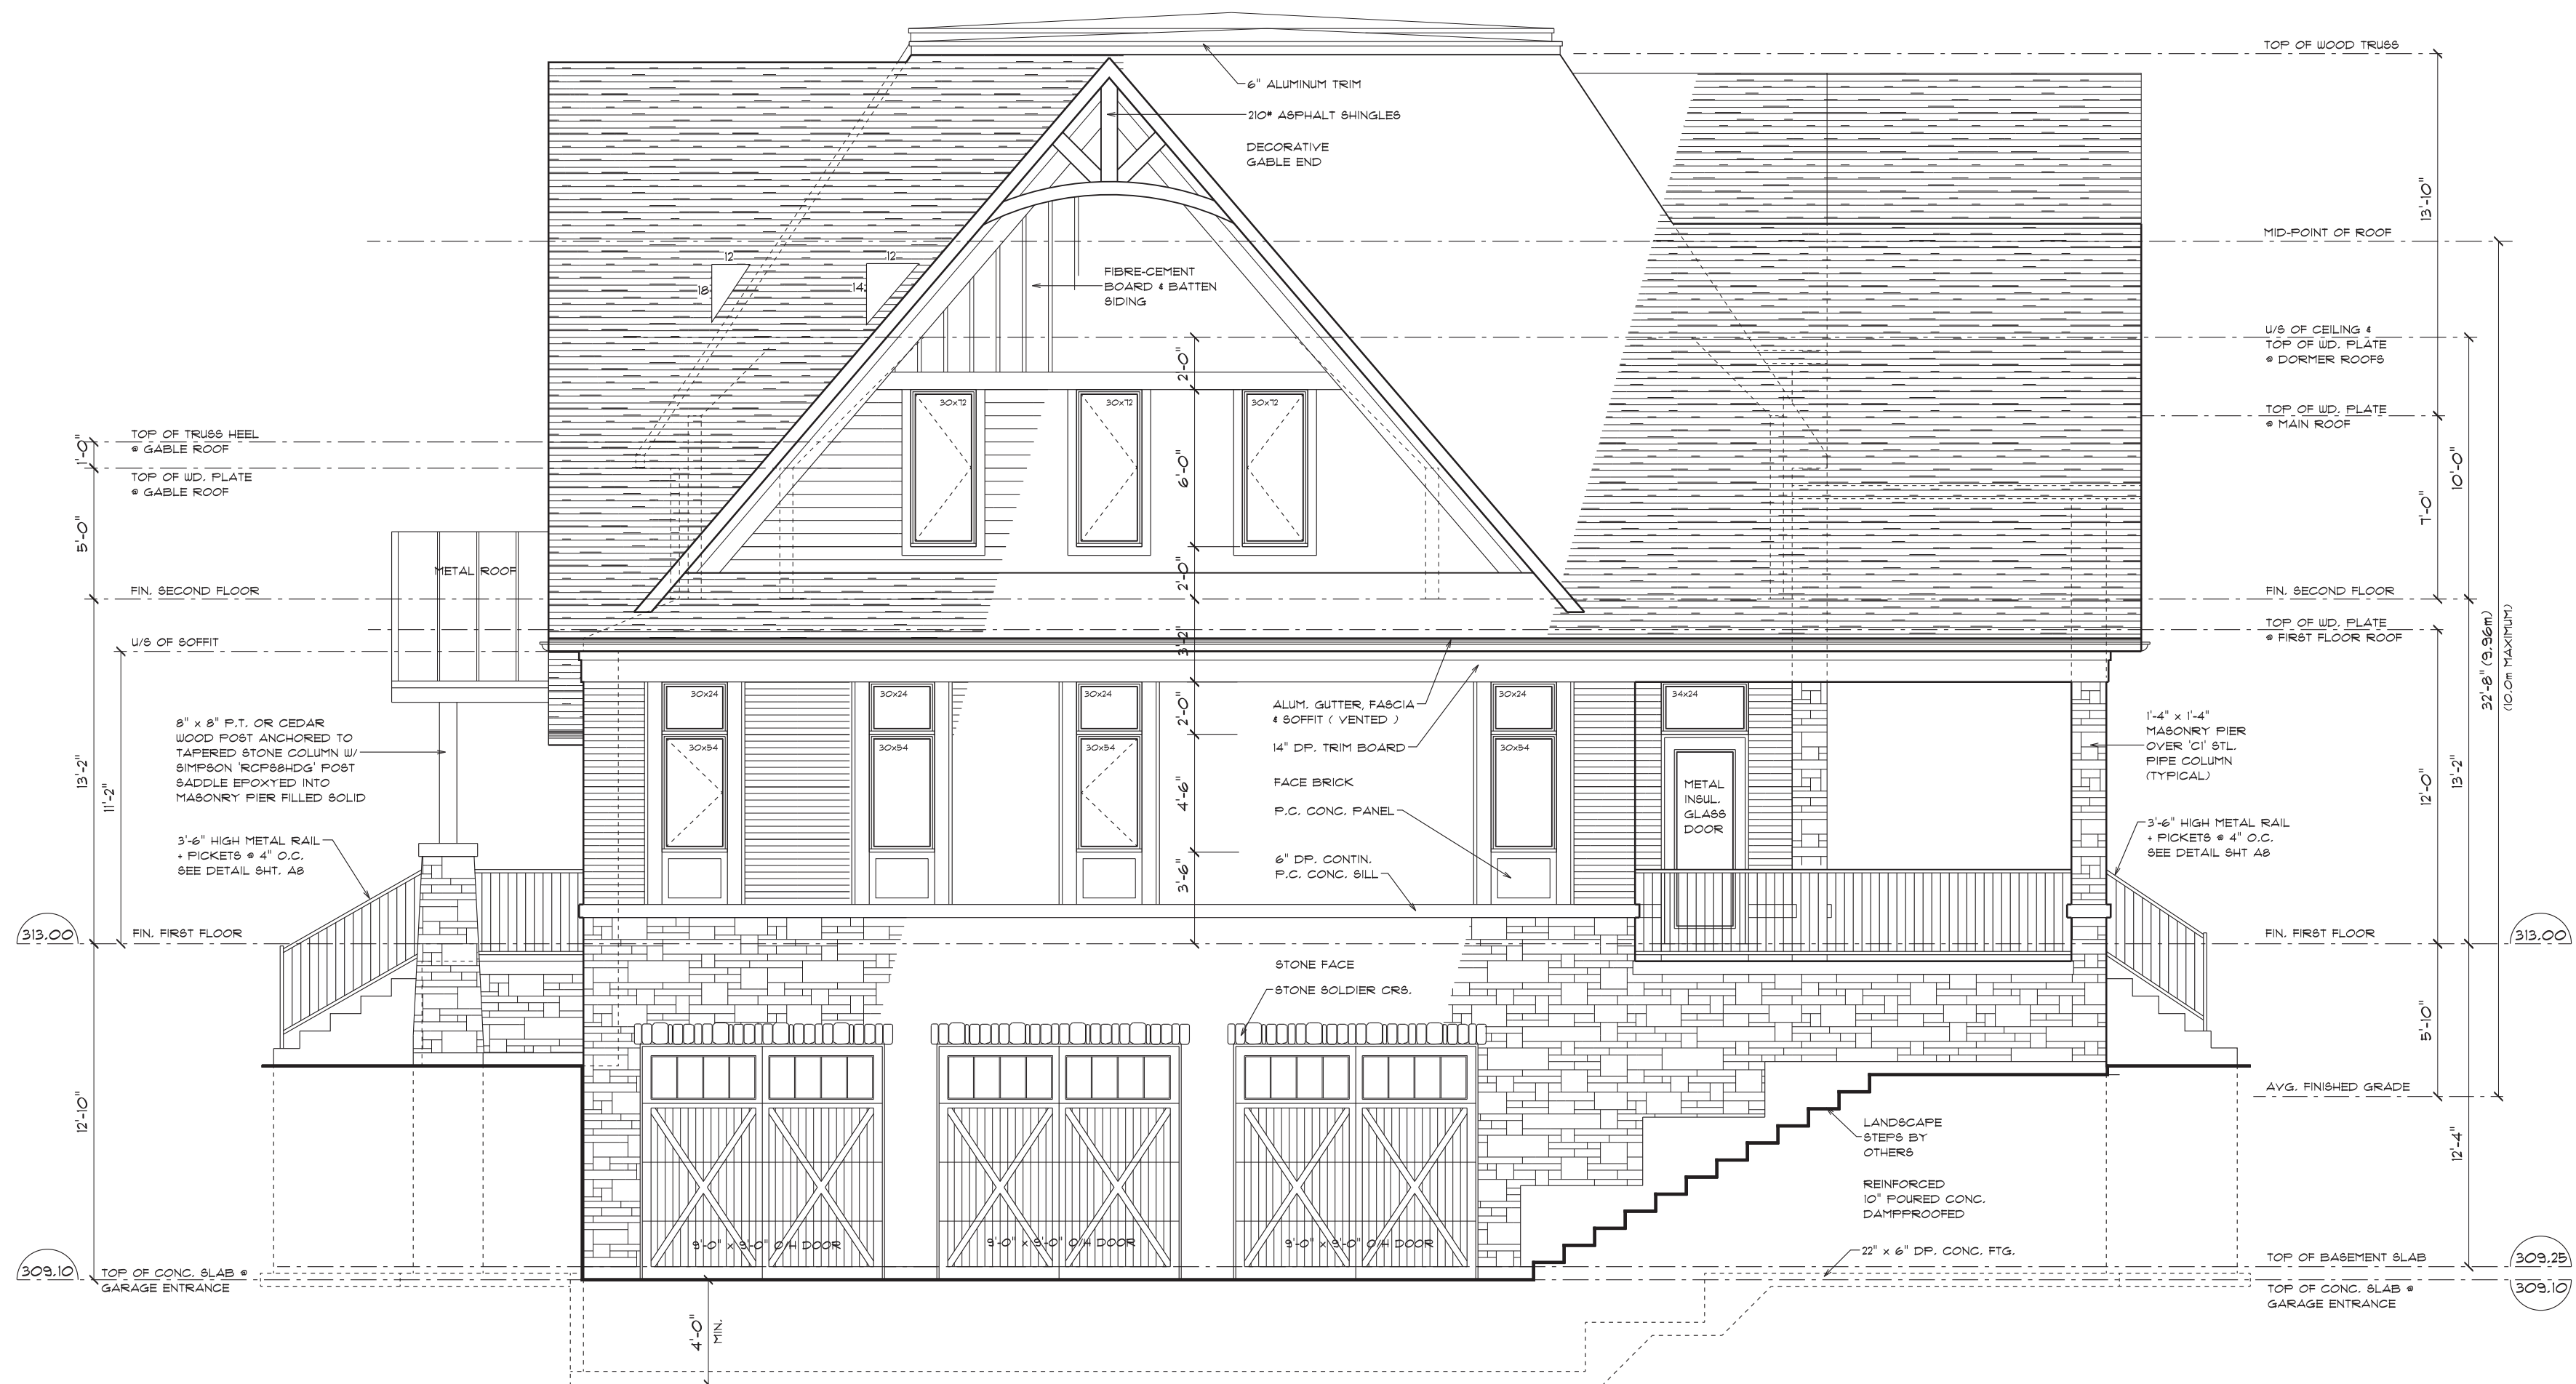 TOP OF WOOD TRUSS
6" ALUMINUM TRIM
210# ASPHALT SHINGLES
DECORATIVE
GABLE END
13'-10"
MID-POINT OF ROOF
12
18
12
14
FIBRE-CEMENT
BOARD & BATTEN
SIDING
U/S OF CEILING &
TOP OF WD. PLATE
@ DORMER ROOFS
2'-0
30x72
30x72
30x72
TOP OF WD. PLATE
@ MAIN ROOF
1'-0"
TOP OF TRUSS HEEL
@ GABLE ROOF
TOP OF WD. PLATE
@ GABLE ROOF
6'-0"
10'-0"
7'-0"
5'-0"
METAL ROOF
2'-0"
FIN. SECOND FLOOR
FIN. SECOND FLOOR
TOP OF WD. PLATE
@ FIRST FLOOR ROOF
U/S OF SOFFIT
3'-2"
32'-8" (9.96m)
(10.0m MAXIMUM)
30x24
30x24
30x24
30x24
34x24
2'-0"
ALUM. GUTTER, FASCIA
& SOFFIT ( VENTED )
14" DP. TRIM BOARD
FACE BRICK
P.C. CONC. PANEL
6" DP. CONTIN.
P.C. CONC. SILL
8" x 8" P.T. OR CEDAR
WOOD POST ANCHORED TO
TAPERED STONE COLUMN W/
SIMPSON 'RCPS8HDG' POST
SADDLE EPOXYED INTO
MASONRY PIER FILLED SOLID
1'-4" x 1'-4"
MASONRY PIER
OVER 'C1' STL.
PIPE COLUMN
(TYPICAL)
30x54
30x54
30x54
30x54
METAL
INSUL.
GLASS
DOOR
13'-2"
11'-2"
4'-6"
12'-0"
13'-2"
3'-6" HIGH METAL RAIL
+ PICKETS @ 4" O.C.
SEE DETAIL SHT. A8
3'-6" HIGH METAL RAIL
+ PICKETS @ 4" O.C.
SEE DETAIL SHT A8
3'-6"
313.00
FIN. FIRST FLOOR
FIN. FIRST FLOOR
313.00
STONE FACE
STONE SOLDIER CRS.
5'-10"
AVG. FINISHED GRADE
12'-10"
LANDSCAPE
STEPS BY
OTHERS
12'-4"
REINFORCED
10" POURED CONC.
DAMPPROOFED
9'-0" x 9'-0" O/H DOOR
9'-0" x 9'-0" O/H DOOR
9'-0" x 9'-0" O/H DOOR
22" x 6" DP. CONC. FTG.
TOP OF BASEMENT SLAB
309.25
309.10
TOP OF CONC. SLAB @
GARAGE ENTRANCE
TOP OF CONC. SLAB @
GARAGE ENTRANCE
309.10
4'-0"
MIN.